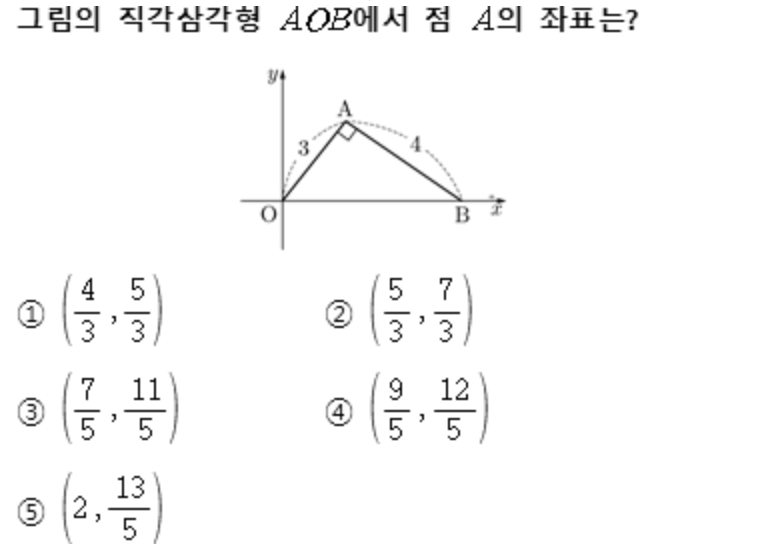 그림의 직각삼각형 AOB에서 점 A의 좌표는?
y
A
3
4
O
B
x
① (4/3, 5/3) ② (5/3, 7/3)
③ (7/5, 11/5) ④ (9/5, 12/5)
⑤ (2, 13/5)